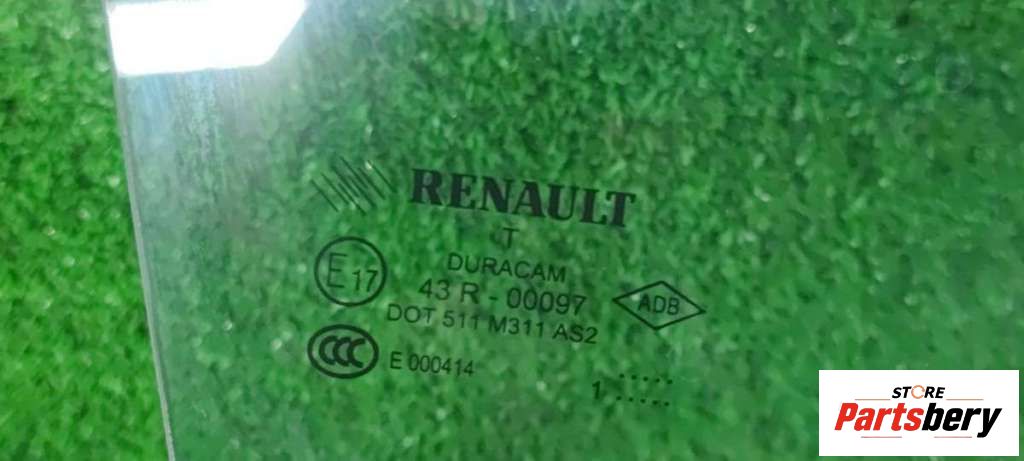 RENAULT
T
DURACAM
E17
43 R - 00097
ADB
DOT 511 M311 AS2
CCC
E 000414
1
STORE
Partsbery